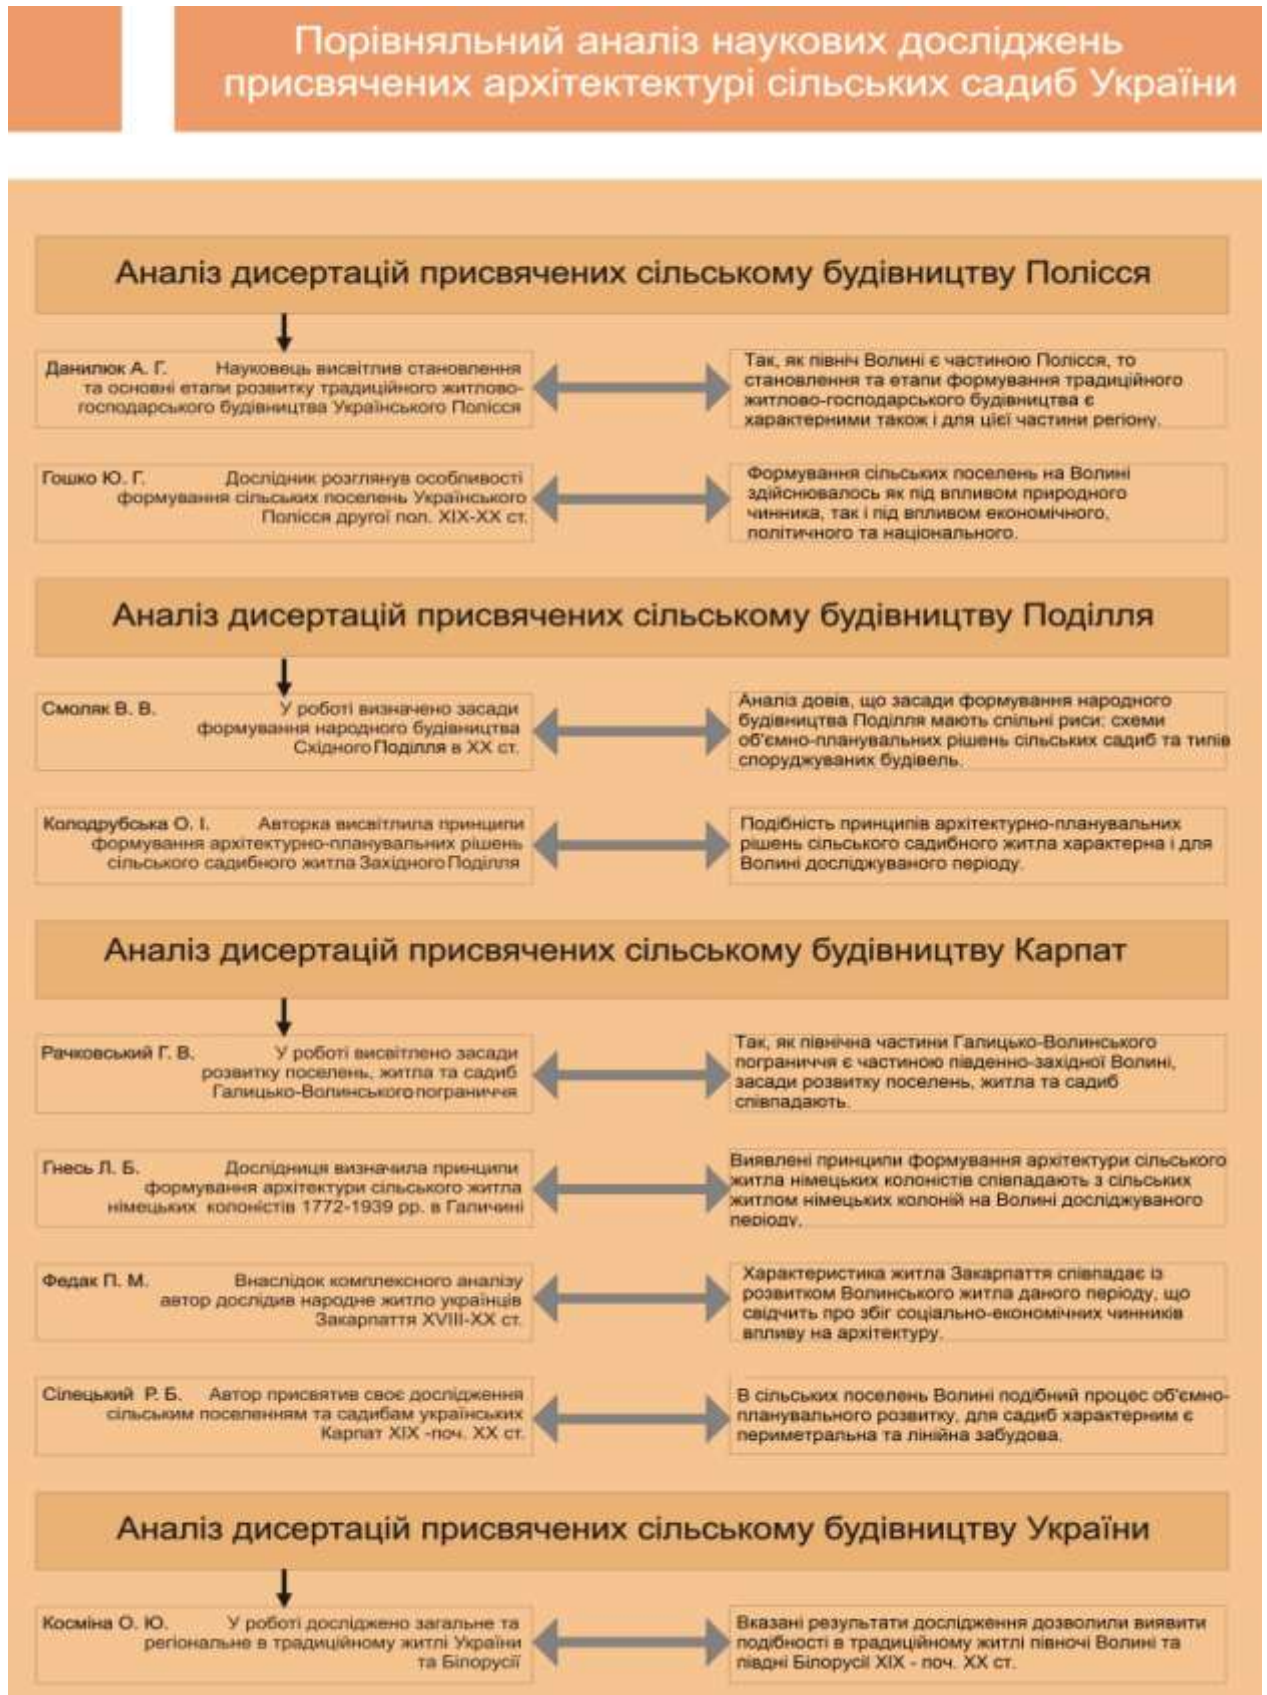 Порівняльний аналіз наукових досліджень
присвячених архітектектурі сільських садиб України
Аналіз дисертацій присвячених сільському будівництву Полісся
Данилюк А. Г. Науковець висвітлив становлення
та основні етапи розвитку традиційного житлово-
господарського будівництва Українського Полісся
Так, як північ Волині є частиною Полісся, то
становлення та етапи формування традиційного
житлово-господарського будівництва є
характерними також і для цієї частини регіону.
Гошко Ю. Г. Дослідник розглянув особливості
формування сільських поселень Українського
Полісся другої пол. XIX-XX ст.
Формування сільських поселень на Волині
здійснювалось як під впливом природного
чинника, так і під впливом економічного,
політичного та національного.
Аналіз дисертацій присвячених сільському будівництву Поділля
Смоляк В. В. У роботі визначено засади
формування народного будівництва
Східного Поділля в XX ст.
Аналіз довів, що засади формування народного
будівництва Поділля мають спільні риси: схеми
об'ємно-планувальних рішень сільських садиб та типів
споруджуваних будівель.
Колодрубська О. І. Авторка висвітлила принципи
формування архітектурно-планувальних рішень
сільського садибного житла Західного Поділля
Подібність принципів архітектурно-планувальних
рішень сільського садибного житла характерна і для
Волині досліджуваного періоду.
Аналіз дисертацій присвячених сільському будівництву Карпат
Рачковський Г. В. У роботі висвітлено засади
розвитку поселень, житла та садиб
Галицько-Волинського пограниччя
Так, як північна частини Галицько-Волинського
пограниччя є частиною південно-західної Волині,
засади розвитку поселень, житла та садиб
співпадають.
Гнесь Л. Б. Дослідниця визначила принципи
формування архітектури сільського житла
німецьких колоністів 1772-1939 рр. в Галичині
Виявлені принципи формування архітектури сільського
житла німецьких колоністів співпадають з сільських
житлом німецьких колоній на Волині досліджуваного
періоду.
Федак П. М. Внаслідок комплексного аналізу
автор дослідив народне житло українців
Закарпаття XVIII-XX ст.
Характеристика житла Закарпаття співпадає із
розвитком Волинського житла даного періоду, що
свідчить про збіг соціально-економічних чинників
впливу на архітектуру.
Сілецький Р. Б. Автор присвятив своє дослідження
сільським поселенням та садибам українських
Карпат XIX -поч. XX ст.
В сільських поселень Волині подібний процес об'ємно-
планувального розвитку, для садиб характерним є
периметральна та лінійна забудова.
Аналіз дисертацій присвячених сільському будівництву України
Косміна О. Ю. У роботі досліджено загальне та
регіональне в традиційному житлі України
та Білорусії
Вказані результати дослідження дозволили виявити
подібності в традиційному житлі півночі Волині та
півдні Білорусії XIX - поч. XX ст.